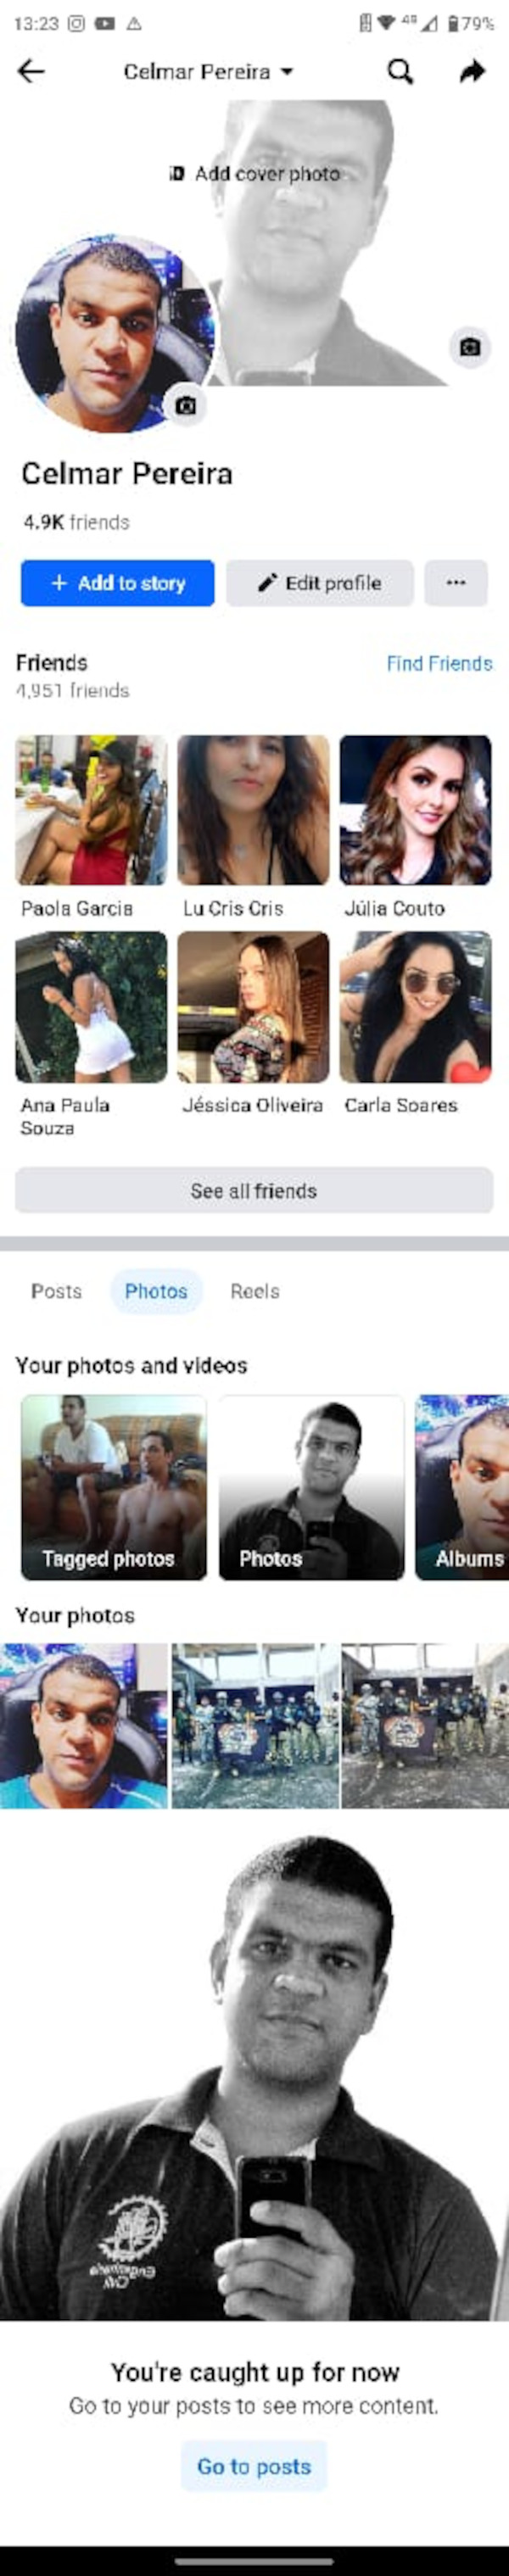 13:23
4G
79%
Celmar Pereira
Add cover photo
Celmar Pereira
4.9K friends
+ Add to story
Edit profile
Friends
Find Friends
4,951 friends
Paola Garcia
Lu Cris Cris
Júlia Couto
Ana Paula
Souza
Jéssica Oliveira
Carla Soares
See all friends
Posts
Photos
Reels
Your photos and videos
Tagged photos
Photos
Albums
Your photos
Engenharia
Civil
You're caught up for now
Go to your posts to see more content.
Go to posts